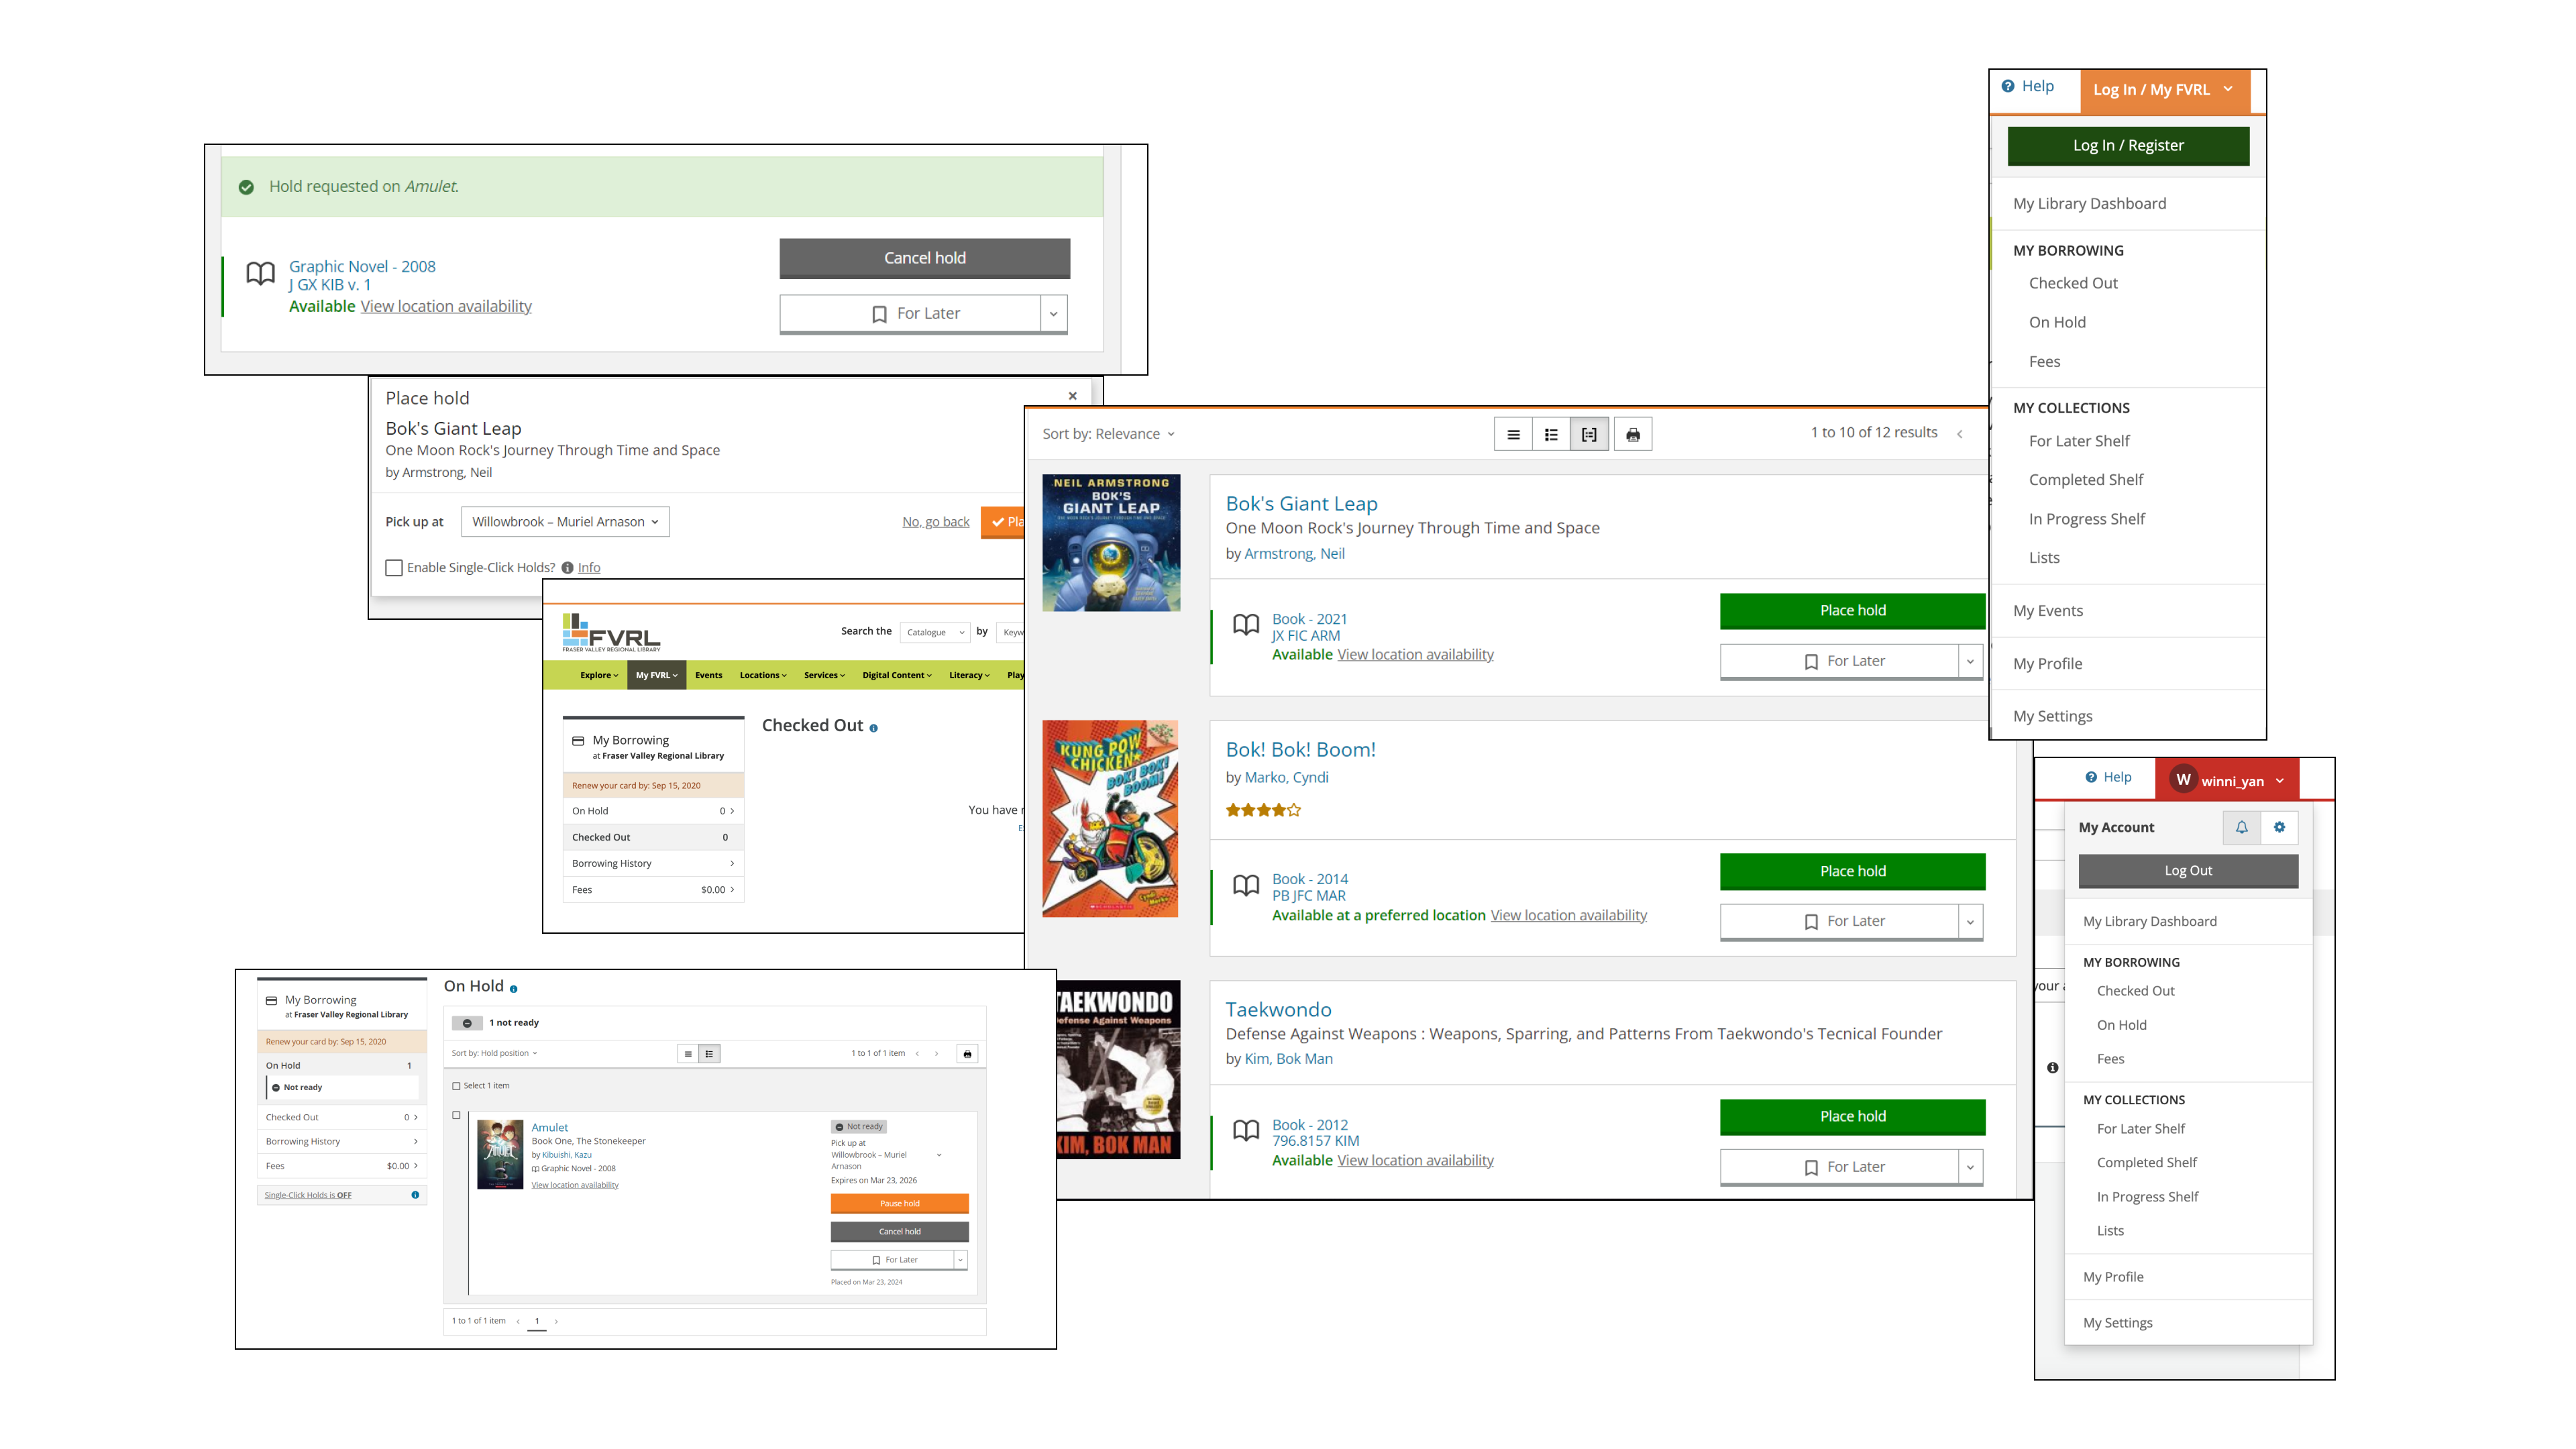 Hold requested on Amulet.
Graphic Novel - 2008
J GX KIB v. 1
Available View location availability
Cancel hold
For Later
Place hold
Bok's Giant Leap
One Moon Rock's Journey Through Time and Space
by Armstrong, Neil
Pick up at
Willowbrook – Muriel Arnason
No, go back
Enable Single-Click Holds? Info
FVRL
FRASER VALLEY REGIONAL LIBRARY
Search the Catalogue by
Explore My FVRL Events Locations Services Digital Content Literacy Play
My Borrowing
at Fraser Valley Regional Library
Renew your card by: Sep 15, 2020
On Hold 0
Checked Out 0
Borrowing History
Fees $0.00
Checked Out
You have
My Borrowing
at Fraser Valley Regional Library
Renew your card by: Sep 15, 2020
On Hold 1
Not ready
Checked Out 0
Borrowing History
Fees $0.00
Single-Click Holds is OFF
On Hold
1 not ready
Sort by: Hold position
1 to 1 of 1 item
Select 1 item
Amulet
Book One, The Stonekeeper
by Kibuishi, Kazu
Graphic Novel - 2008
View location availability
Not ready
Pick up at
Willowbrook – Muriel
Arnason
Expires on Mar 23, 2026
Pause hold
Cancel hold
For Later
Placed on Mar 23, 2024
1 to 1 of 1 item 1
Sort by: Relevance
1 to 10 of 12 results
NEIL ARMSTRONG
BOK'S
GIANT LEAP
Bok's Giant Leap
One Moon Rock's Journey Through Time and Space
by Armstrong, Neil
Book - 2021
JX FIC ARM
Available View location availability
Place hold
For Later
KUNG POW
CHICKEN
BOK! BOK!
BOOM!
Bok! Bok! Boom!
by Marko, Cyndi
Book - 2014
PB JFC MAR
Available at a preferred location View location availability
Place hold
For Later
TAEKWONDO
Defense Against Weapons
KIM, BOK MAN
Taekwondo
Defense Against Weapons : Weapons, Sparring, and Patterns From Taekwondo's Tecnical Founder
by Kim, Bok Man
Book - 2012
796.8157 KIM
Available View location availability
Place hold
For Later
Help
Log In / My FVRL
Log In / Register
My Library Dashboard
MY BORROWING
Checked Out
On Hold
Fees
MY COLLECTIONS
For Later Shelf
Completed Shelf
In Progress Shelf
Lists
My Events
My Profile
My Settings
Help
W winni_yan
My Account
Log Out
My Library Dashboard
MY BORROWING
Checked Out
On Hold
Fees
MY COLLECTIONS
For Later Shelf
Completed Shelf
In Progress Shelf
Lists
My Profile
My Settings
your